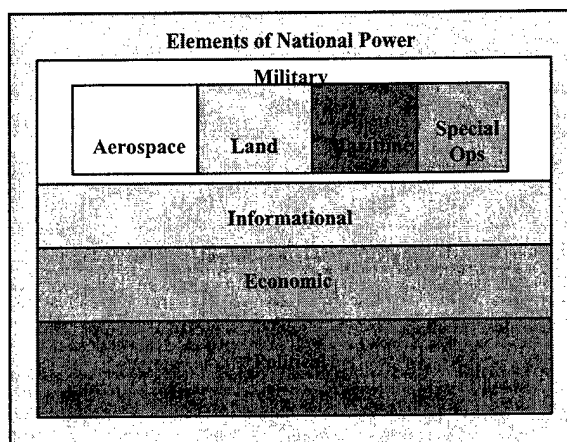 Elements of National Power
Military
Aerospace Land Maritime Special
Ops
Informational
Economic
Political